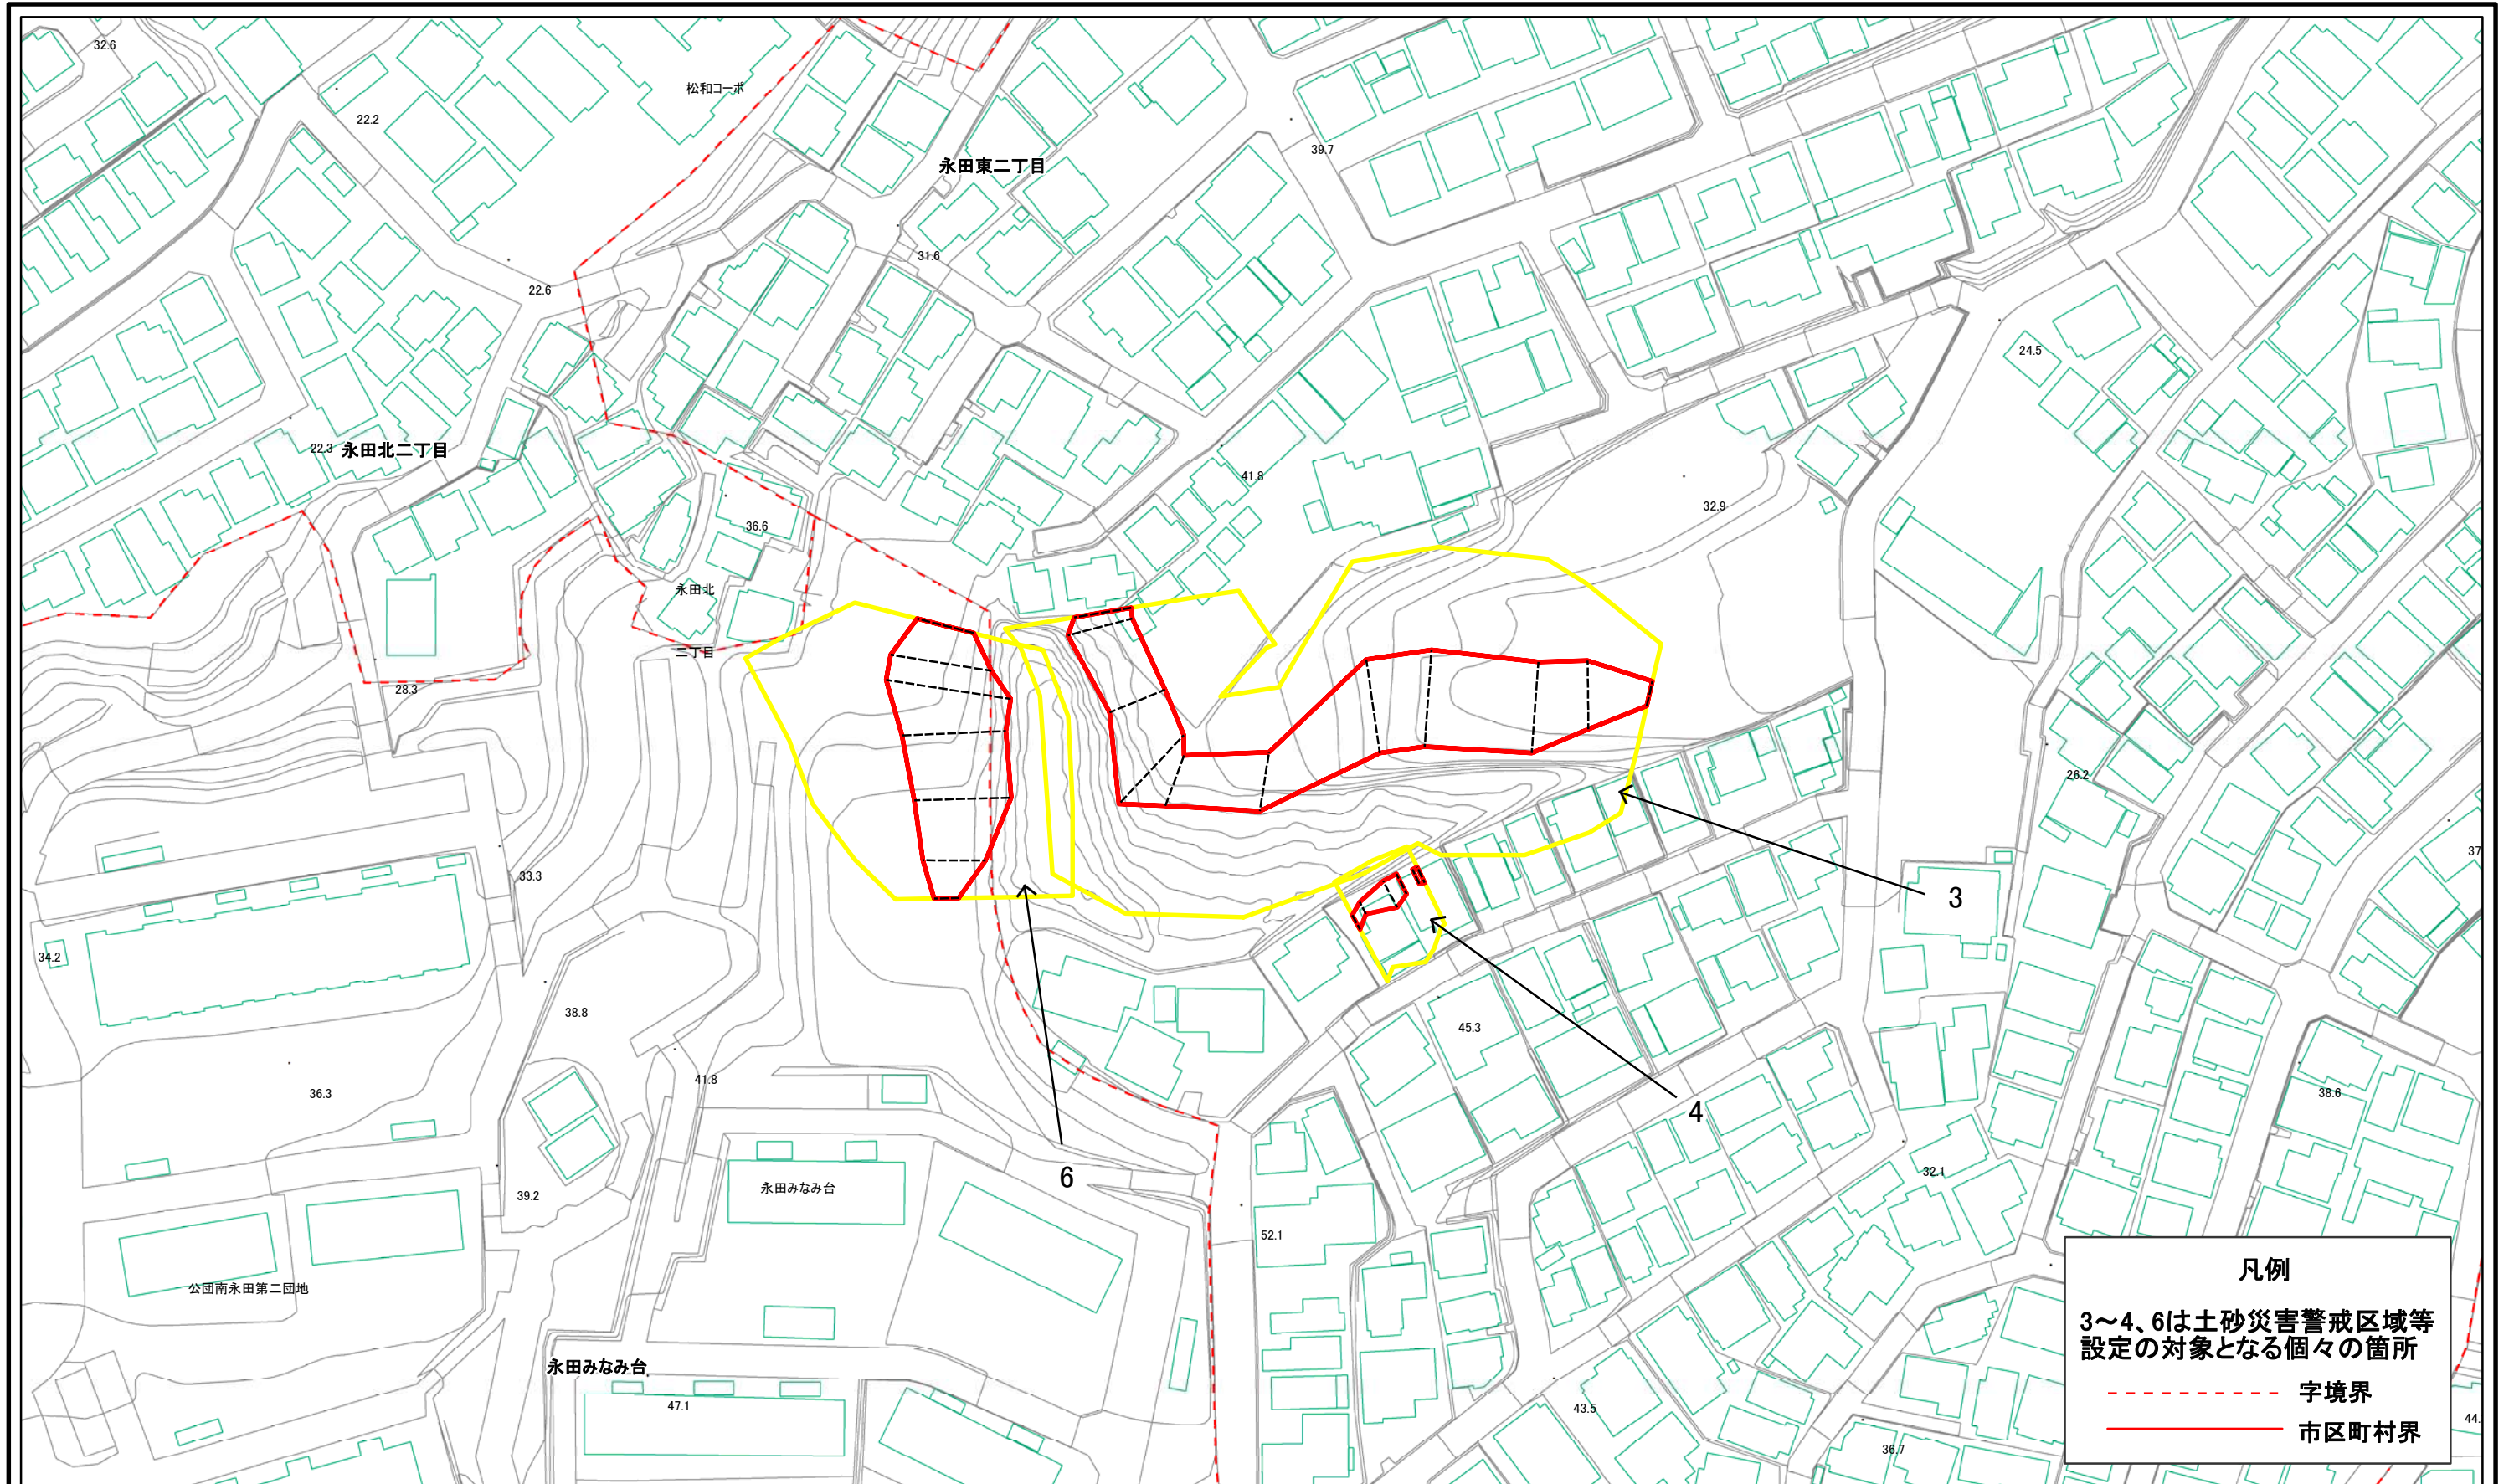 32.6
松和コーポ
22.2
39.7
永田東二丁目
31.6
22.6
24.5
22.3
永田北二丁目
41.8
32.9
36.6
永田北
二丁目
28.3
26.2
37
33.3
3
34.2
38.8
45.3
41.8
36.3
4
38.6
6
32.1
39.2
永田みなみ台
52.1
公団南永田第二団地
永田みなみ台
47.1
43.5
36.7
44.
凡例
3～4、6は土砂災害警戒区域等
設定の対象となる個々の箇所
字境界
市区町村界